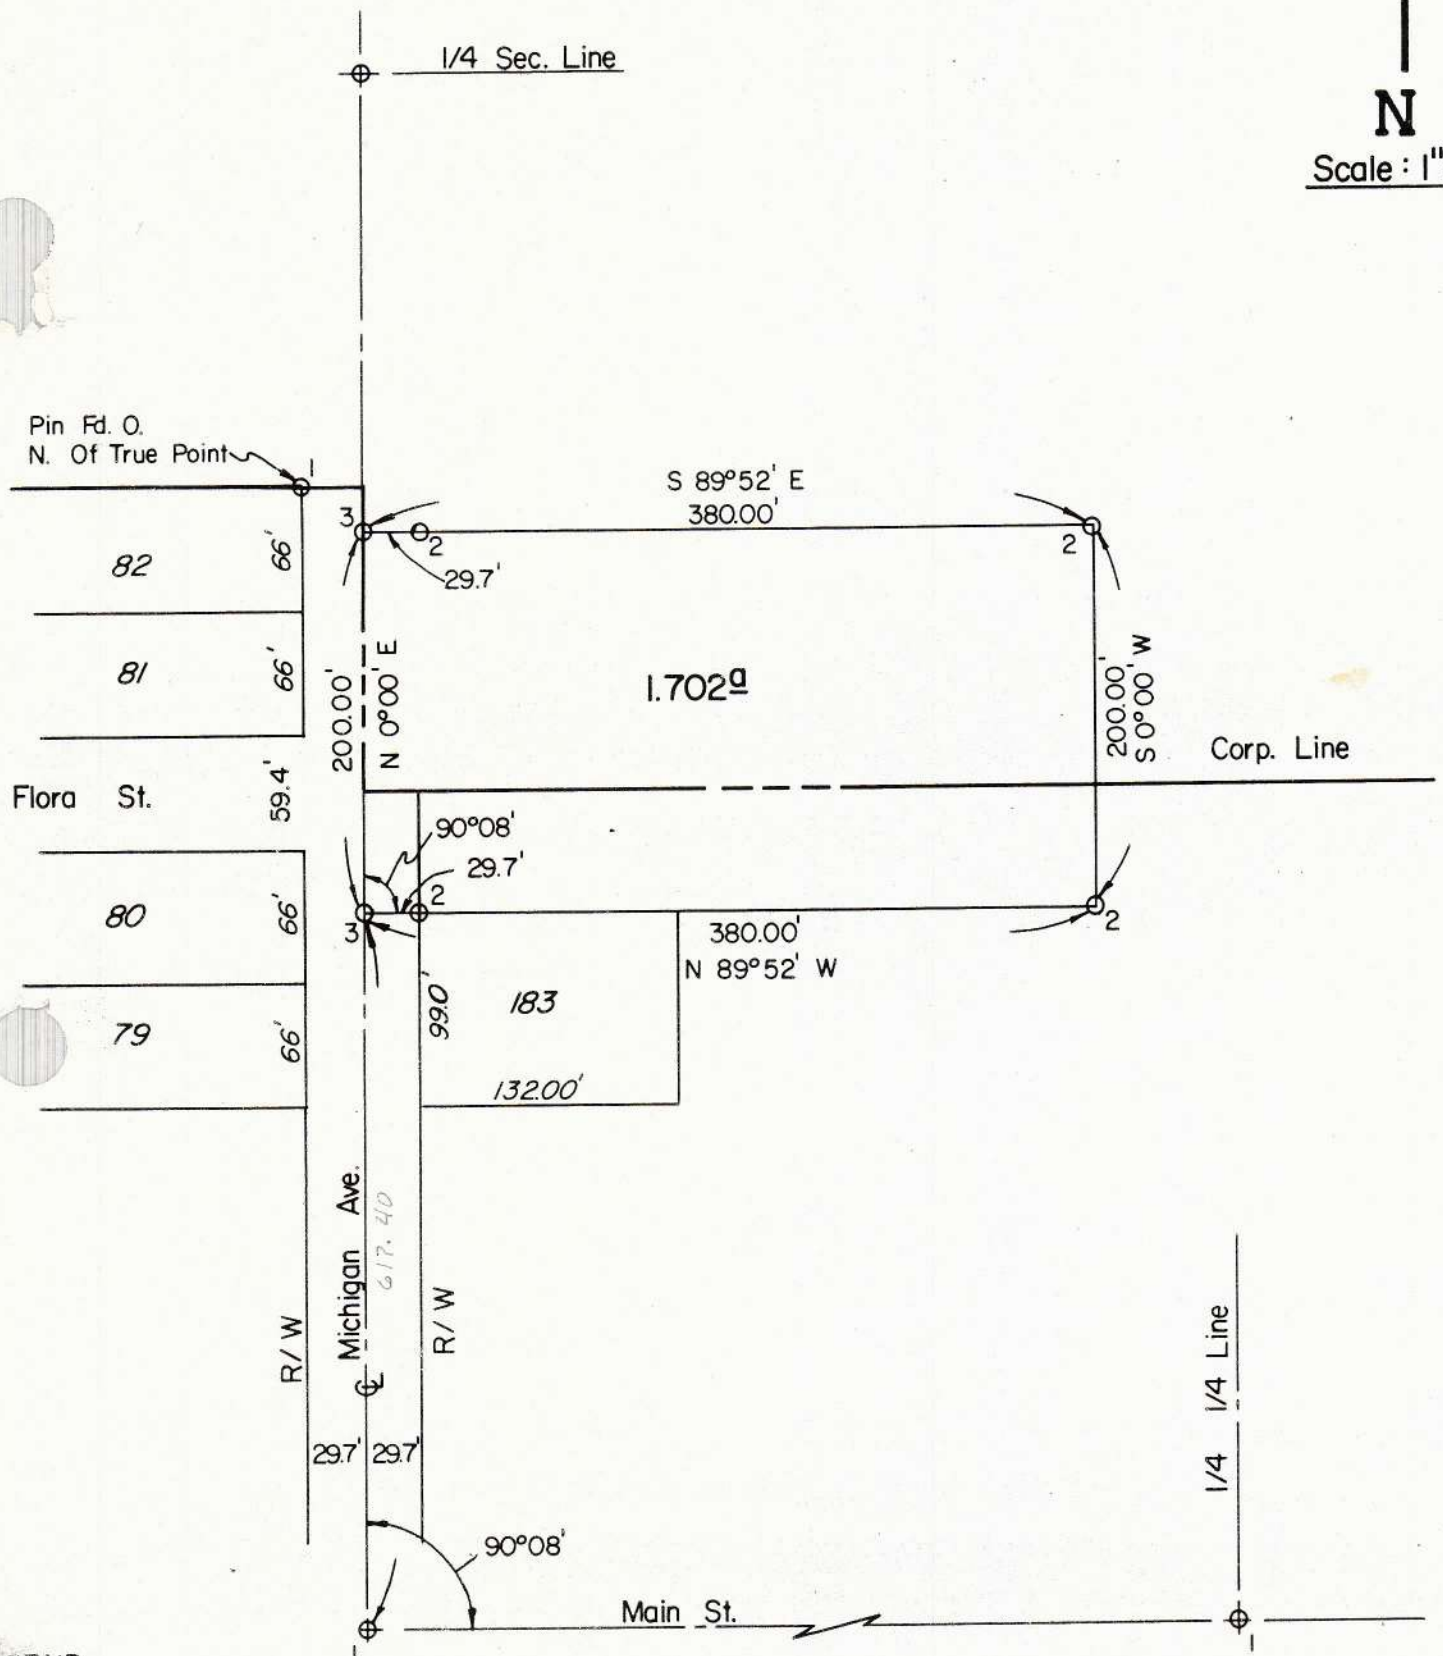 1/4 Sec. Line
N
Scale : 1"
Pin Fd. O.
N. Of True Point
1
S 89°52' E
380.00'
3
2
2
29.7'
82
66'
81
66'
200.00'
N 0°00' E
1.702a
200.00'
S 0°00' W
Corp. Line
Flora St.
59.4'
90°08'
29.7'
2
3
2
80
66'
380.00'
N 89°52' W
79
66'
99.0'
183
132.00'
Michigan Ave.
617.40
R/W
R/W
1/4 1/4 Line
29.7'
29.7'
90°08'
Main St.
1
1